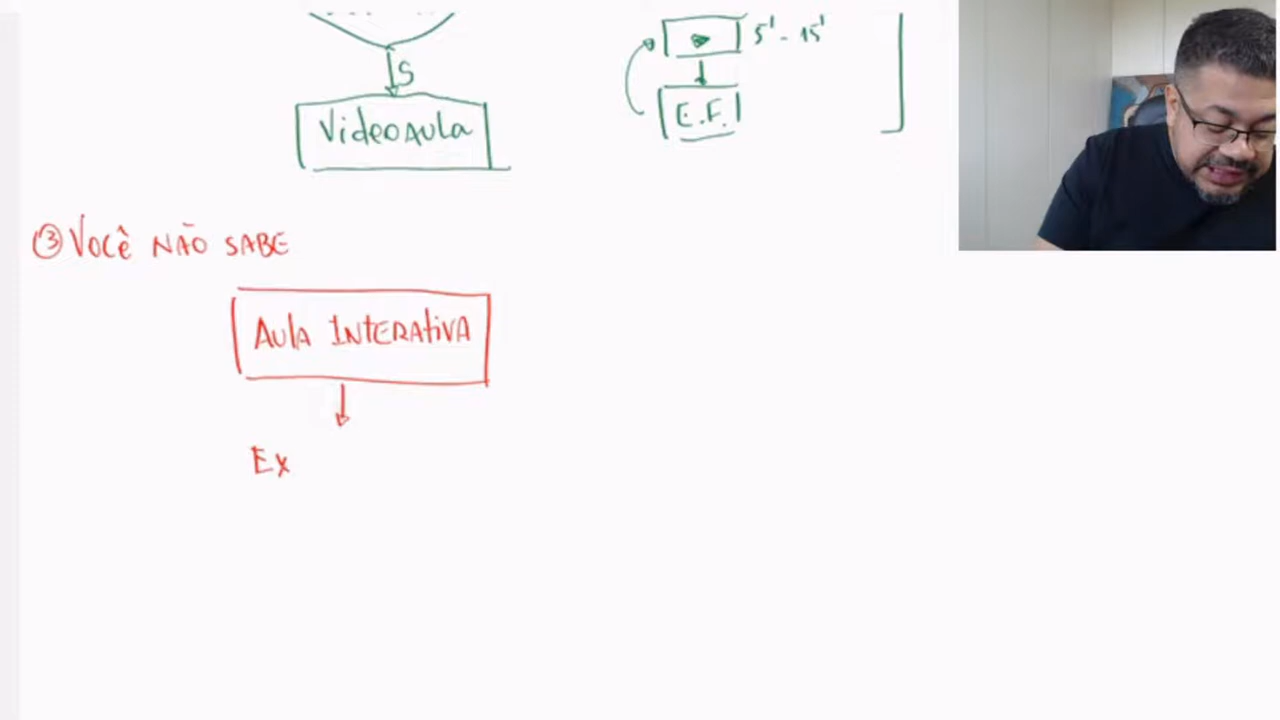 S
5' - 15'
E.F.
VideoAula
③ Você não sabe
Aula Interativa
Ex